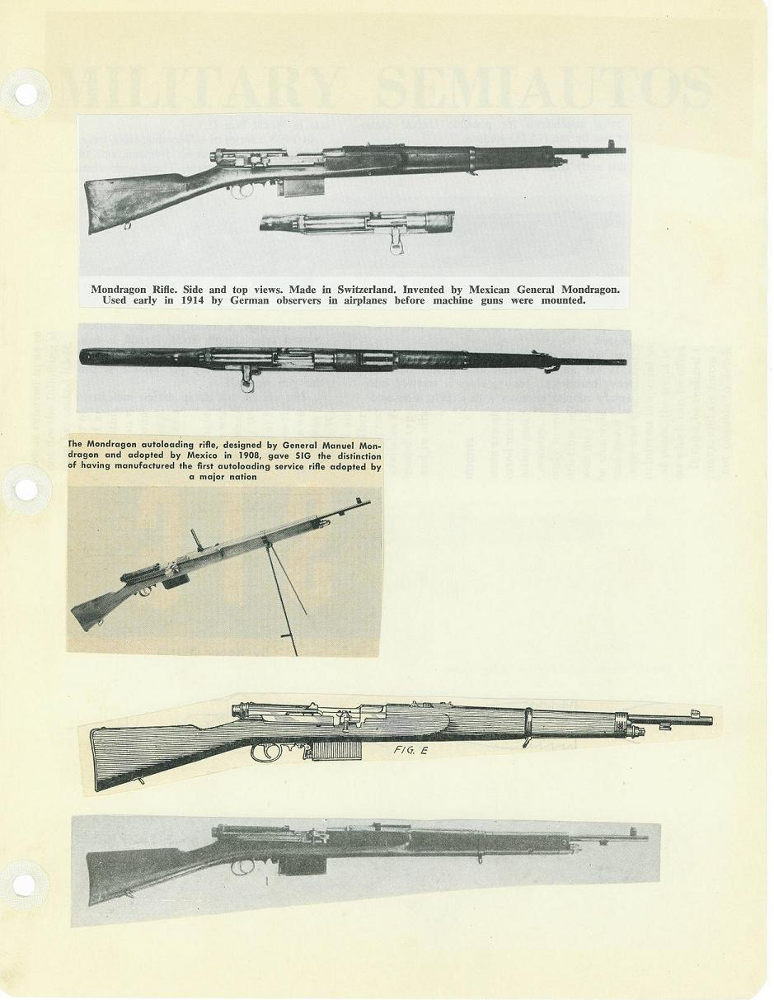 MILITARY SEMIAUTOS
Mondragon Rifle. Side and top views. Made in Switzerland. Invented by Mexican General Mondragon.
Used early in 1914 by German observers in airplanes before machine guns were mounted.
The Mondragon autoloading rifle, designed by General Manuel Mon-
dragon and adopted by Mexico in 1908, gave SIG the distinction
of having manufactured the first autoloading service rifle adopted by
a major nation
FIG. E